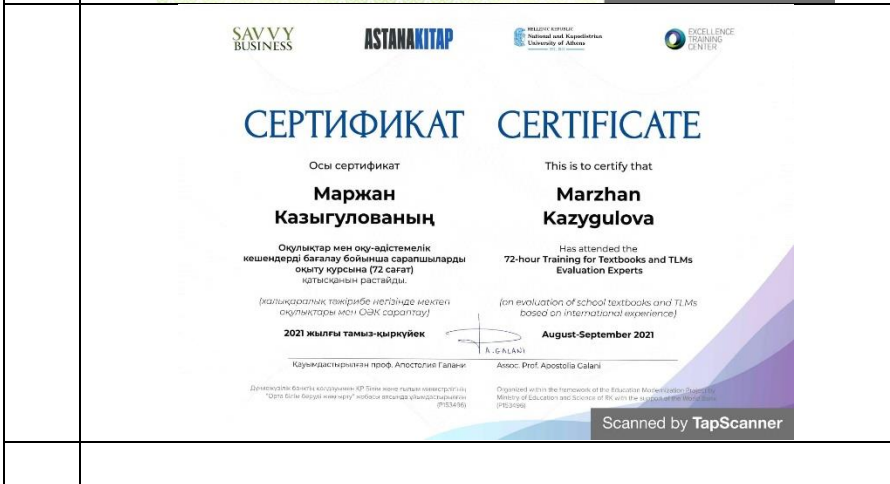 SAVVY
BUSINESS
ASTANAKITAP
HELLENIC REPUBLIC
National and Kapodistrian
University of Athens
EXCELLENCE
TRAINING
CENTER
СЕРТИФИКАТ
Осы сертификат
Маржан
Казыгулованың
Оқулықтар мен оқу-әдістемелік
кешендерді бағалау бойынша сарапшыларды
оқыту курсына (72 сағат)
қатысқанын растайды.
(халықаралық тәжірибе негізінде мектеп
оқулықтары мен ОӘК сараптау)
2021 жылғы тамыз-қыркүйек
Қауымдастырылған проф. Апостолия Галани
CERTIFICATE
This is to certify that
Marzhan
Kazygulova
Has attended the
72-hour Training for Textbooks and TLMs
Evaluation Experts
(on evaluation of school textbooks and TLMs
based on international experience)
August-September 2021
A.GALANI
Assoc. Prof. Apostolia Galani
Organized within the framework of the Education Modernization
Ministry of Education and Science of RK with the support of the World Bank
(P153496)
Scanned by TapScanner